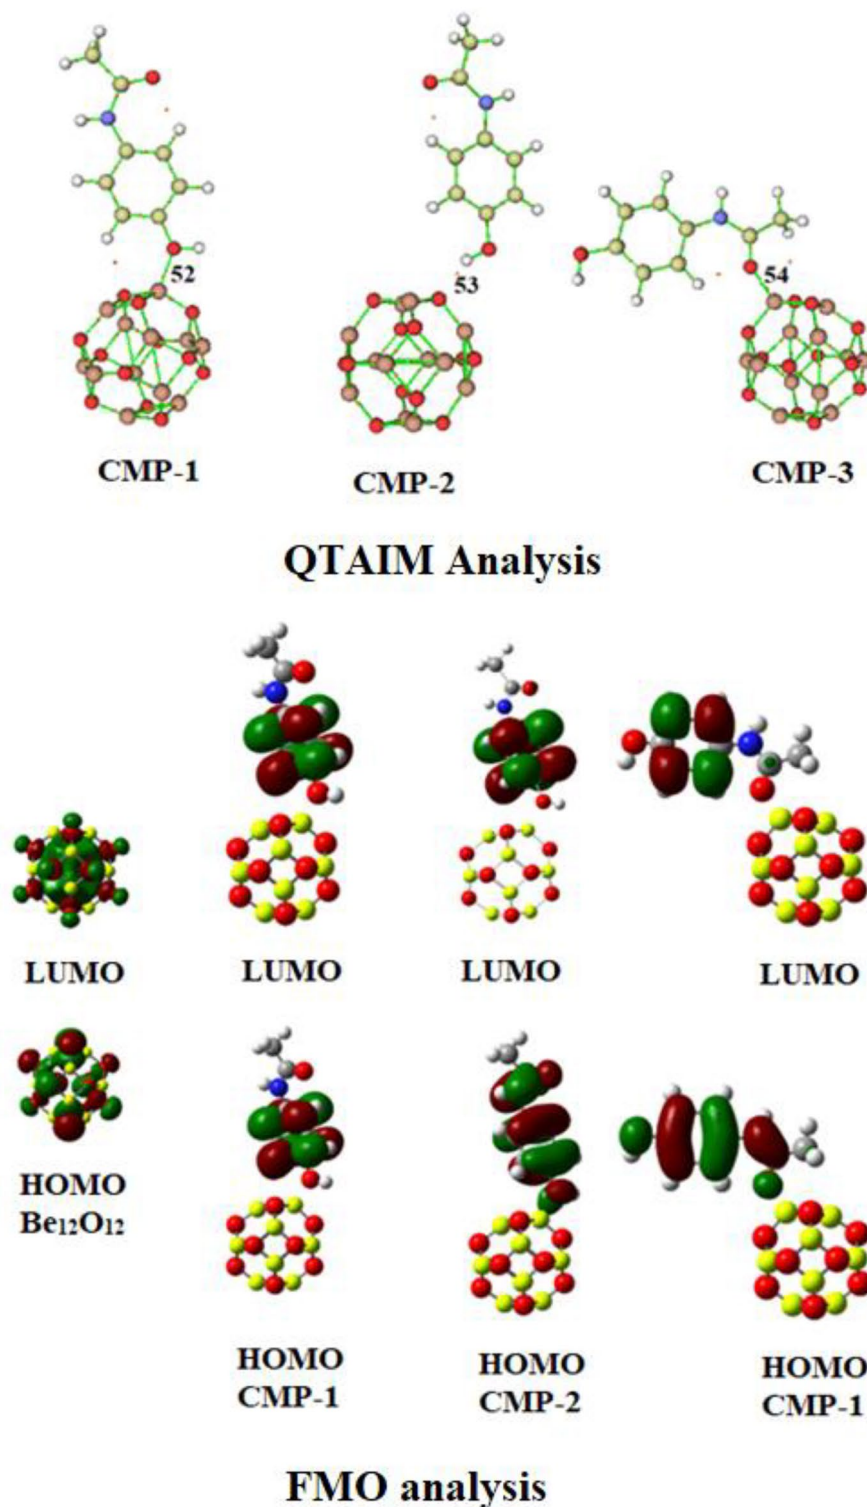 52
53
54
CMP-1
CMP-2
CMP-3
QTAIM Analysis
LUMO
LUMO
LUMO
LUMO
HOMO
Be₁₂O₁₂
HOMO
CMP-1
HOMO
CMP-2
HOMO
CMP-1
FMO analysis